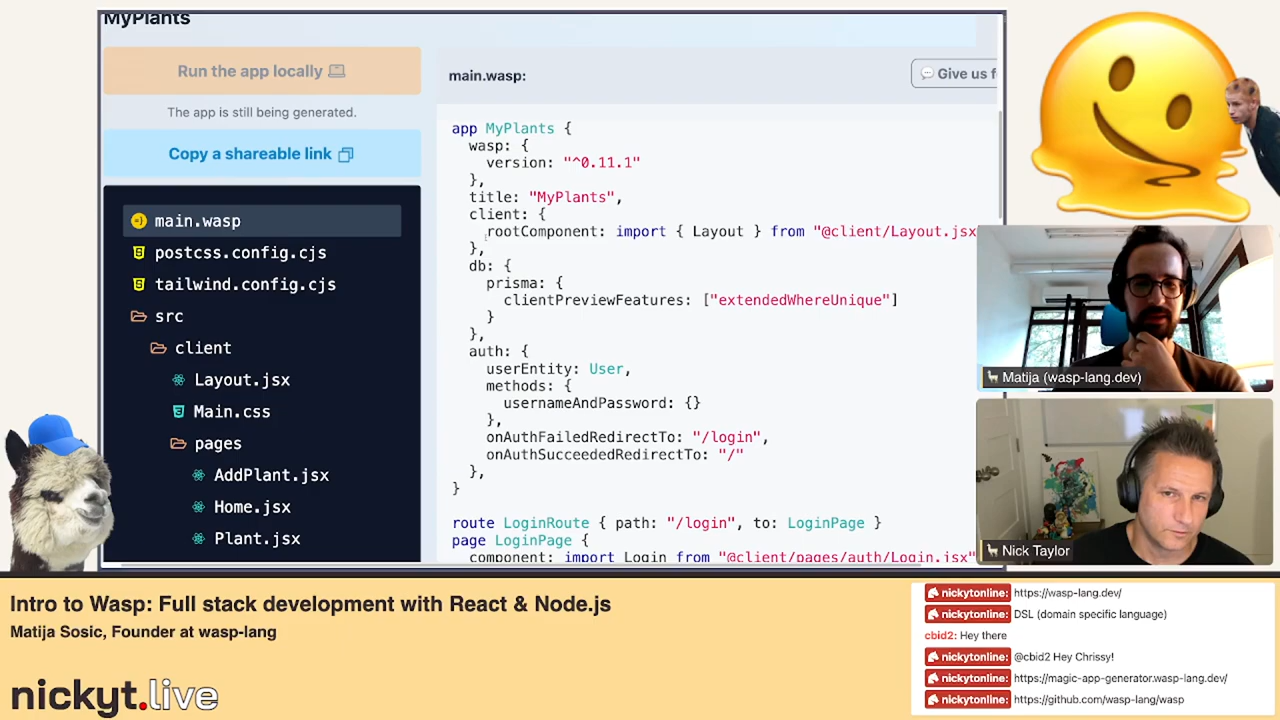 MyPlants
Run the app locally
The app is still being generated.
Copy a shareable link
main.wasp
postcss.config.cjs
tailwind.config.cjs
src
client
Layout.jsx
Main.css
pages
AddPlant.jsx
Home.jsx
Plant.jsx
main.wasp:
Give us f
app MyPlants {
wasp: {
version: "^0.11.1"
},
title: "MyPlants",
client: {
rootComponent: import { Layout } from "@client/Layout.jsx
},
db: {
prisma: {
clientPreviewFeatures: ["extendedWhereUnique"]
}
},
auth: {
userEntity: User,
methods: {
usernameAndPassword: {}
},
onAuthFailedRedirectTo: "/login",
onAuthSucceededRedirectTo: "/"
},
}
route LoginRoute { path: "/login", to: LoginPage }
page LoginPage {
component: import Login from "@client/pages/auth/Login.jsx"
Matija (wasp-lang.dev)
Nick Taylor
Intro to Wasp: Full stack development with React & Node.js
Matija Sosic, Founder at wasp-lang
nickyt.live
nickytonline: https://wasp.dev/
nickytonline: DSL (domain specific language)
cbid2: Hey there
nickytonline: @cbid2 Hey Chrissy!
nickytonline: https://magic-app-generator.wasp-lang.dev/
nickytonline: https://github.com/wasp-lang/wasp